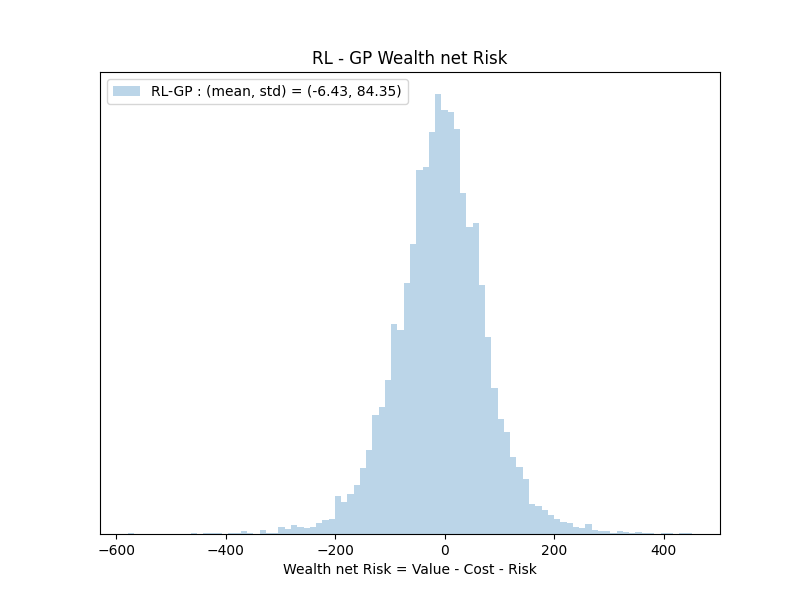 RL - GP Wealth net Risk
RL-GP : (mean, std) = (-6.43, 84.35)
−600 −400 −200 0 200 400
Wealth net Risk = Value - Cost - Risk